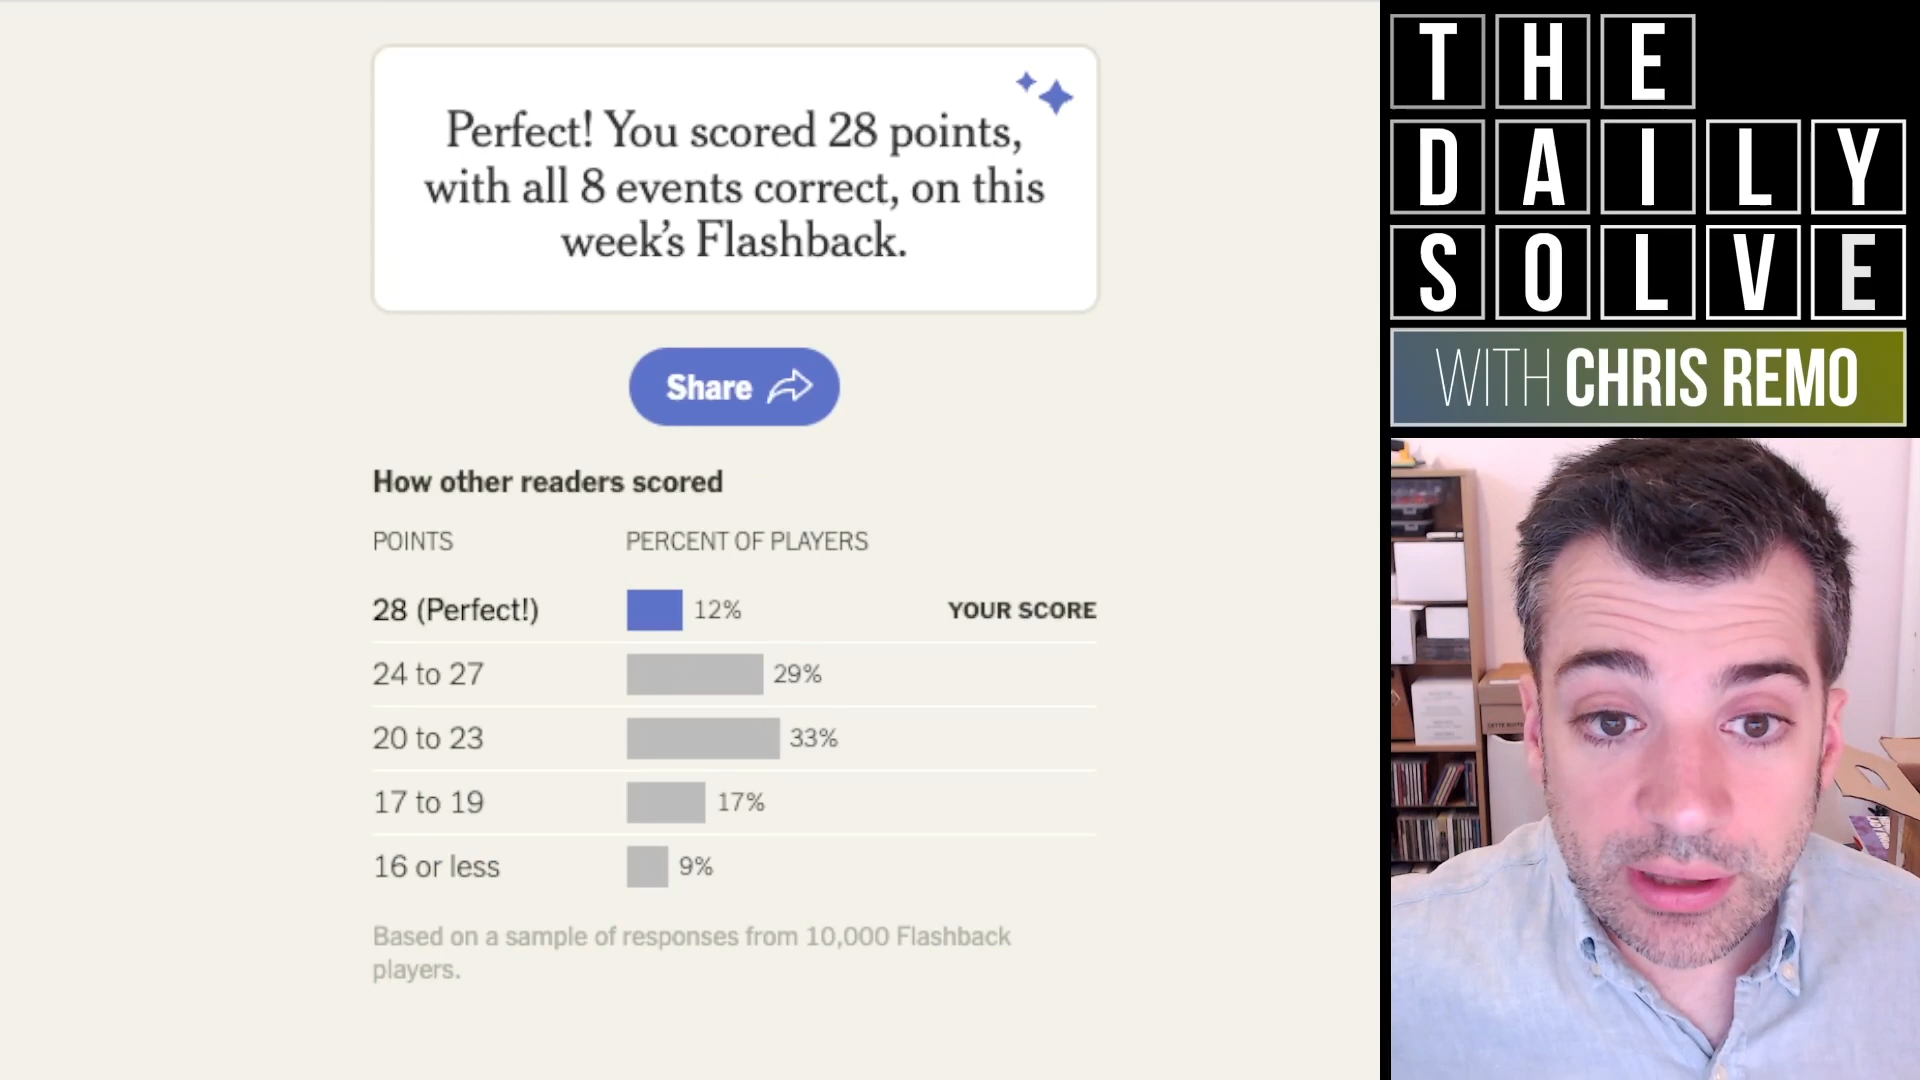 Perfect! You scored 28 points,
with all 8 events correct, on this
week’s Flashback.
Share
How other readers scored
POINTS PERCENT OF PLAYERS
28 (Perfect!) 12% YOUR SCORE
24 to 27 29%
20 to 23 33%
17 to 19 17%
16 or less 9%
Based on a sample of responses from 10,000 Flashback
players.
THE
DAILY
SOLVE
WITH CHRIS REMO